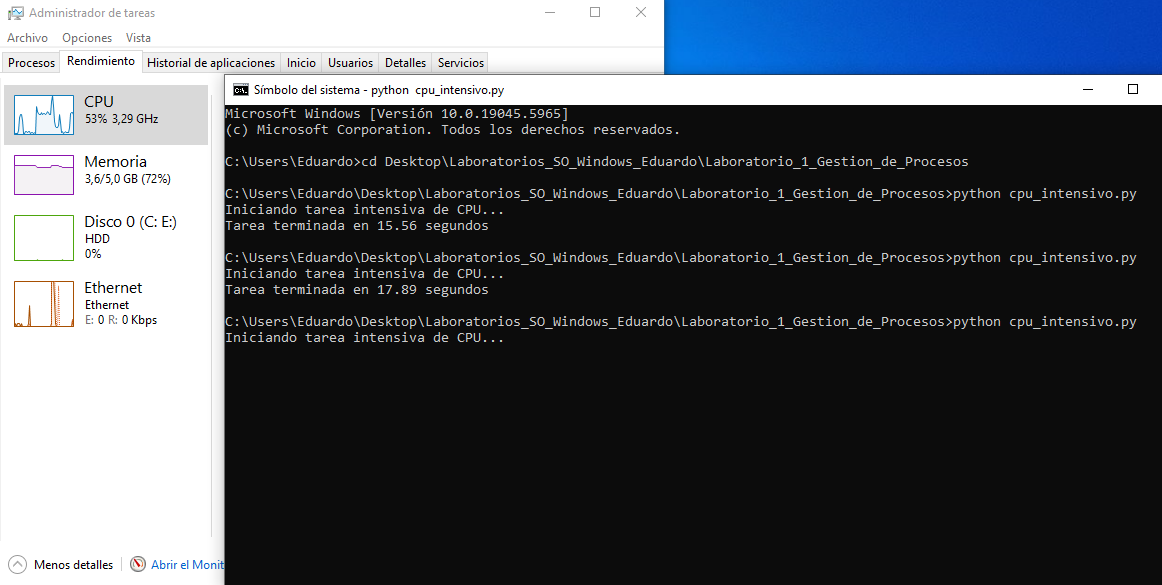 Administrador de tareas
Archivo Opciones Vista
Procesos Rendimiento Historial de aplicaciones Inicio Usuarios Detalles Servicios
CPU
53% 3,29 GHz
Memoria
3,6/5,0 GB (72%)
Disco 0 (C: E:)
HDD
0%
Ethernet
Ethernet
E: 0 R: 0 Kbps
Menos detalles
Abrir el Monit
Símbolo del sistema - python cpu_intensivo.py
Microsoft Windows [Versión 10.0.19045.5965]
(c) Microsoft Corporation. Todos los derechos reservados.
C:\Users\Eduardo>cd Desktop\Laboratorios_SO_Windows_Eduardo\Laboratorio_1_Gestion_de_Procesos
C:\Users\Eduardo\Desktop\Laboratorios_SO_Windows_Eduardo\Laboratorio_1_Gestion_de_Procesos>python cpu_intensivo.py
Iniciando tarea intensiva de CPU...
Tarea terminada en 15.56 segundos
C:\Users\Eduardo\Desktop\Laboratorios_SO_Windows_Eduardo\Laboratorio_1_Gestion_de_Procesos>python cpu_intensivo.py
Iniciando tarea intensiva de CPU...
Tarea terminada en 17.89 segundos
C:\Users\Eduardo\Desktop\Laboratorios_SO_Windows_Eduardo\Laboratorio_1_Gestion_de_Procesos>python cpu_intensivo.py
Iniciando tarea intensiva de CPU...